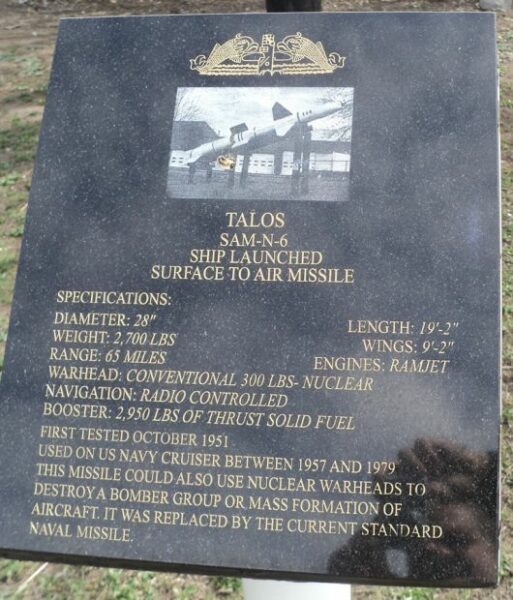 TALOS
SAM-N-6
SHIP LAUNCHED
SURFACE TO AIR MISSILE
SPECIFICATIONS:
DIAMETER: 28" LENGTH: 19'-2"
WEIGHT: 2,700 LBS WINGS: 9'-2"
RANGE: 65 MILES ENGINES: RAMJET
WARHEAD: CONVENTIONAL 300 LBS- NUCLEAR
NAVIGATION: RADIO CONTROLLED
BOOSTER: 2,950 LBS OF THRUST SOLID FUEL
FIRST TESTED OCTOBER 1951
USED ON US NAVY CRUISER BETWEEN 1957 AND 1979
THIS MISSILE COULD ALSO USE NUCLEAR WARHEADS TO
DESTROY A BOMBER GROUP OR MASS FORMATION OF
AIRCRAFT. IT WAS REPLACED BY THE CURRENT STANDARD
NAVAL MISSILE.